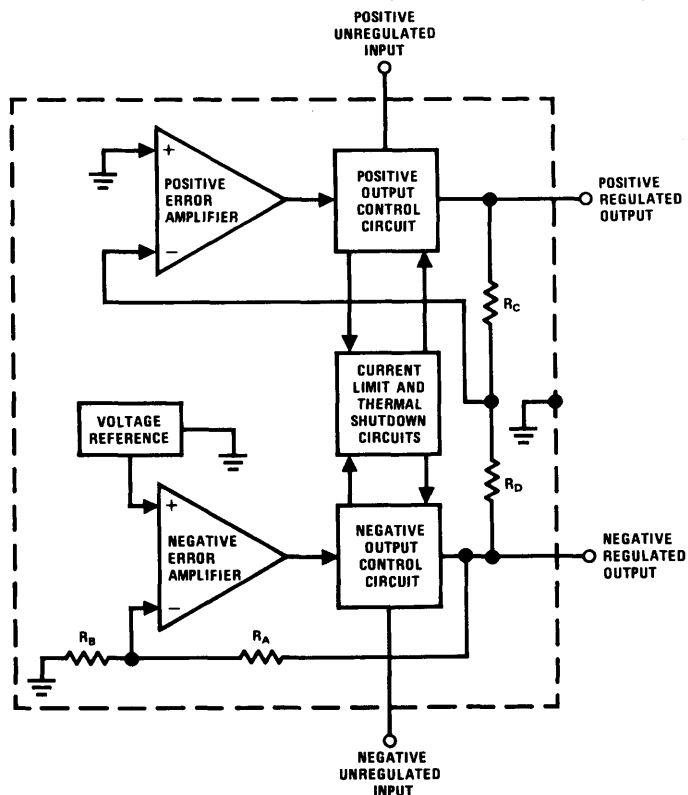 POSITIVE
UNREGULATED
INPUT
+
POSITIVE
ERROR
AMPLIFIER
−
POSITIVE
OUTPUT
CONTROL
CIRCUIT
POSITIVE
REGULATED
OUTPUT
RC
CURRENT
LIMIT AND
THERMAL
SHUTDOWN
CIRCUITS
VOLTAGE
REFERENCE
RD
+
NEGATIVE
ERROR
AMPLIFIER
−
NEGATIVE
OUTPUT
CONTROL
CIRCUIT
NEGATIVE
REGULATED
OUTPUT
RB
RA
NEGATIVE
UNREGULATED
INPUT